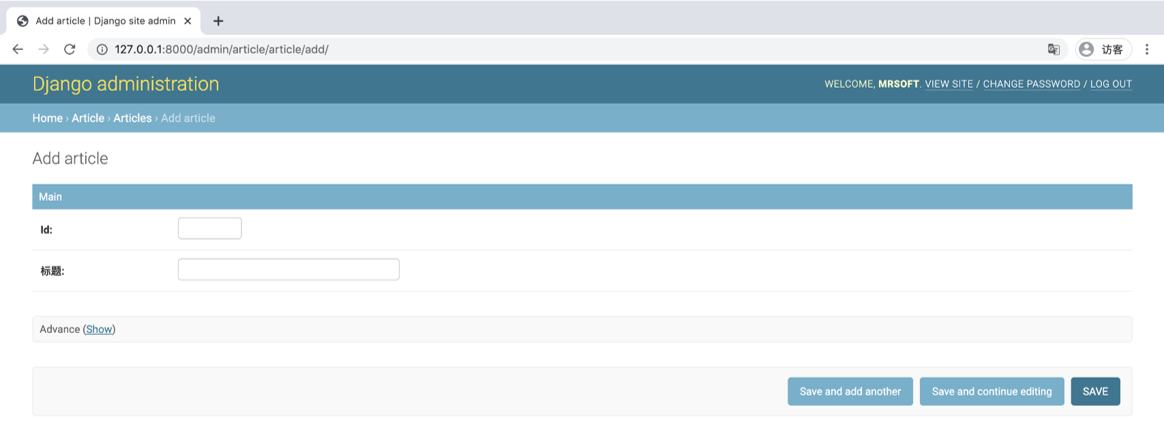 Add article | Django site admin
127.0.0.1:8000/admin/article/article/add/
访客
Django administration
WELCOME, MRSOFT. VIEW SITE / CHANGE PASSWORD / LOG OUT
Home › Article › Articles › Add article
Add article
Main
Id:
标题:
Advance (Show)
Save and add another
Save and continue editing
SAVE